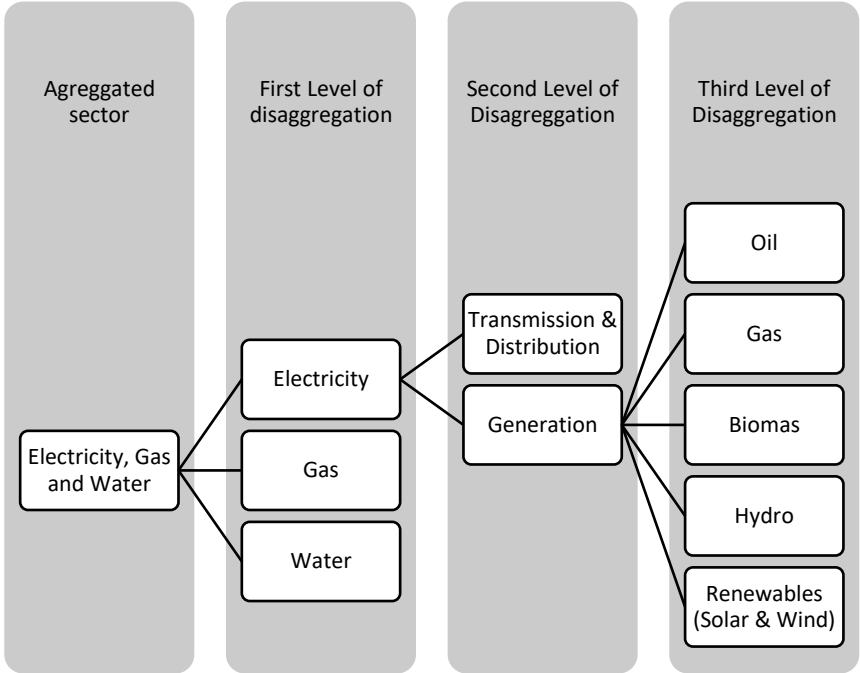 Agreggated
sector
First Level of
disaggregation
Second Level of
Disagreggation
Third Level of
Disaggregation
Electricity, Gas
and Water
Electricity
Gas
Water
Transmission &
Distribution
Generation
Oil
Gas
Biomas
Hydro
Renewables
(Solar & Wind)